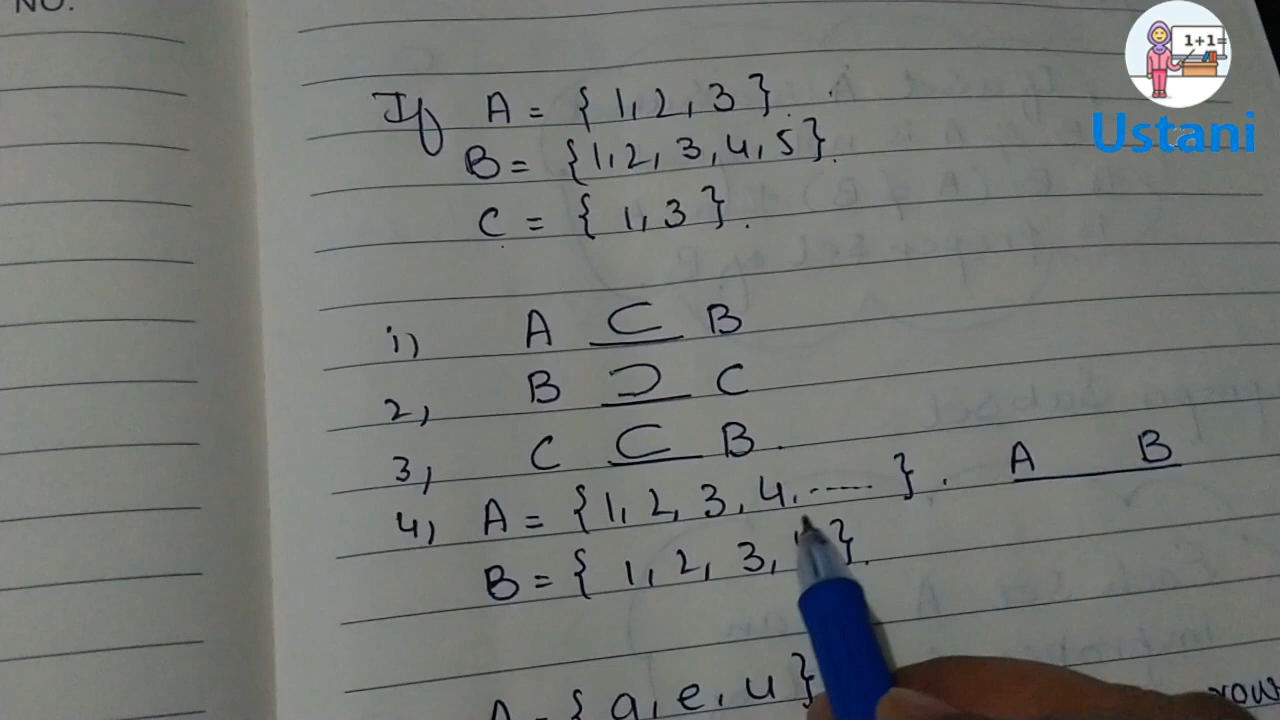 NO.
1+1=
Ustani
If A = {1, 2, 3}.
B = {1, 2, 3, 4, 5}.
C = {1, 3}.
i) A ⊂ B
2, B ⊃ C
3, C ⊂ B.
4, A = {1, 2, 3, 4, ......}. A B
B = {1, 2, 3, }.
A = {a, e, u}